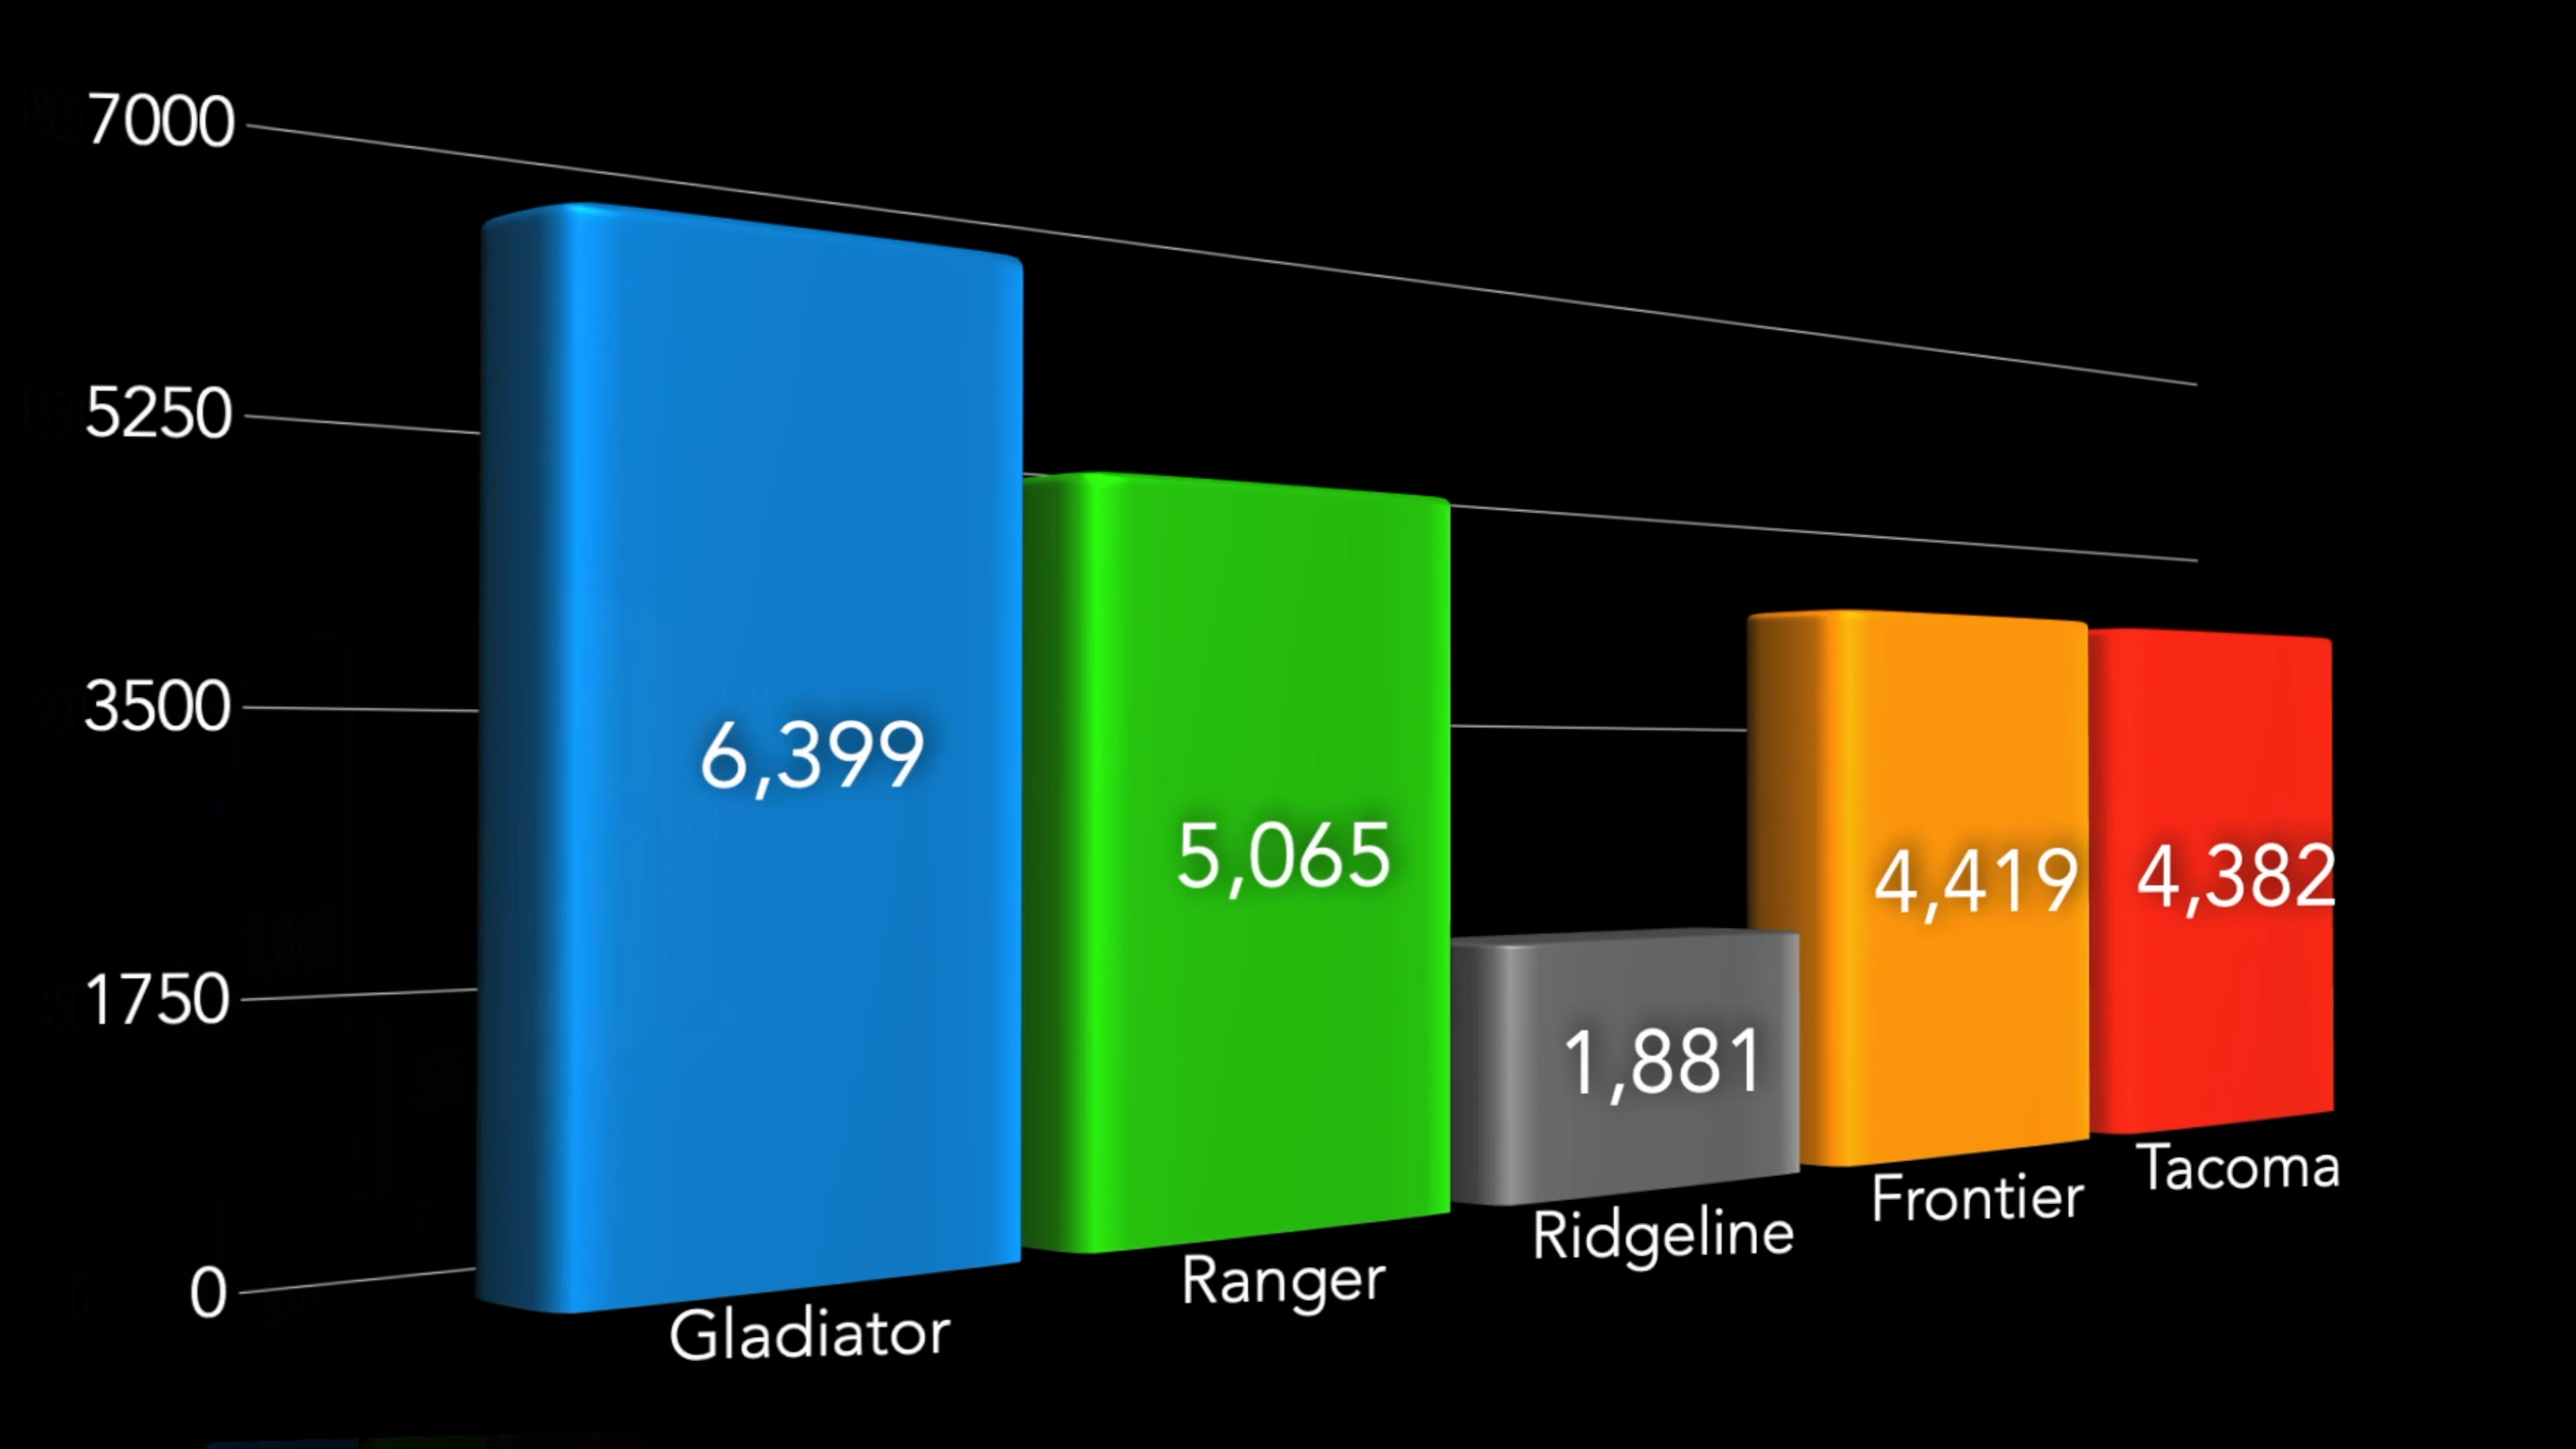 7000
5250
3500
1750
0
6,399
5,065
1,881
4,419
4,382
Gladiator
Ranger
Ridgeline
Frontier
Tacoma